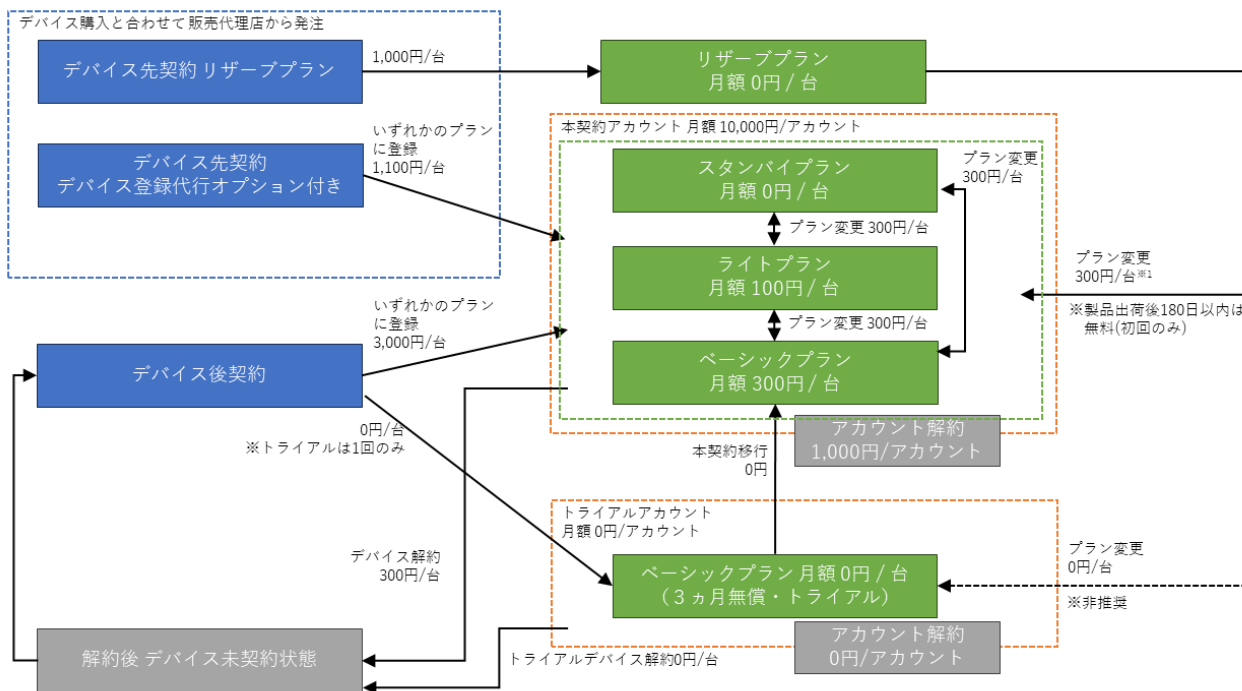 デバイス購入と合わせて 販売代理店から発注
デバイス先契約 リザーブプラン
1,000円/台
リザーブプラン
月額 0円 / 台
デバイス先契約
デバイス登録代行オプション付き
いずれかのプラン
に登録
1,100円/台
本契約アカウント 月額 10,000円/アカウント
スタンバイプラン
月額 0円 / 台
プラン変更
300円/台
プラン変更 300円/台
ライトプラン
月額 100円 / 台
プラン変更 300円/台
ベーシックプラン
月額 300円 / 台
プラン変更
300円/台※1
※製品出荷後180日以内は
無料(初回のみ)
いずれかのプラン
に登録
3,000円/台
デバイス後契約
0円/台
※トライアルは1回のみ
アカウント解約
1,000円/アカウント
本契約移行
0円
トライアルアカウント
月額 0円/アカウント
デバイス解約
300円/台
ベーシックプラン 月額 0円 / 台
(３ヵ月無償・トライアル)
プラン変更
0円/台
※非推奨
アカウント解約
0円/アカウント
解約後 デバイス未契約状態
トライアルデバイス解約0円/台